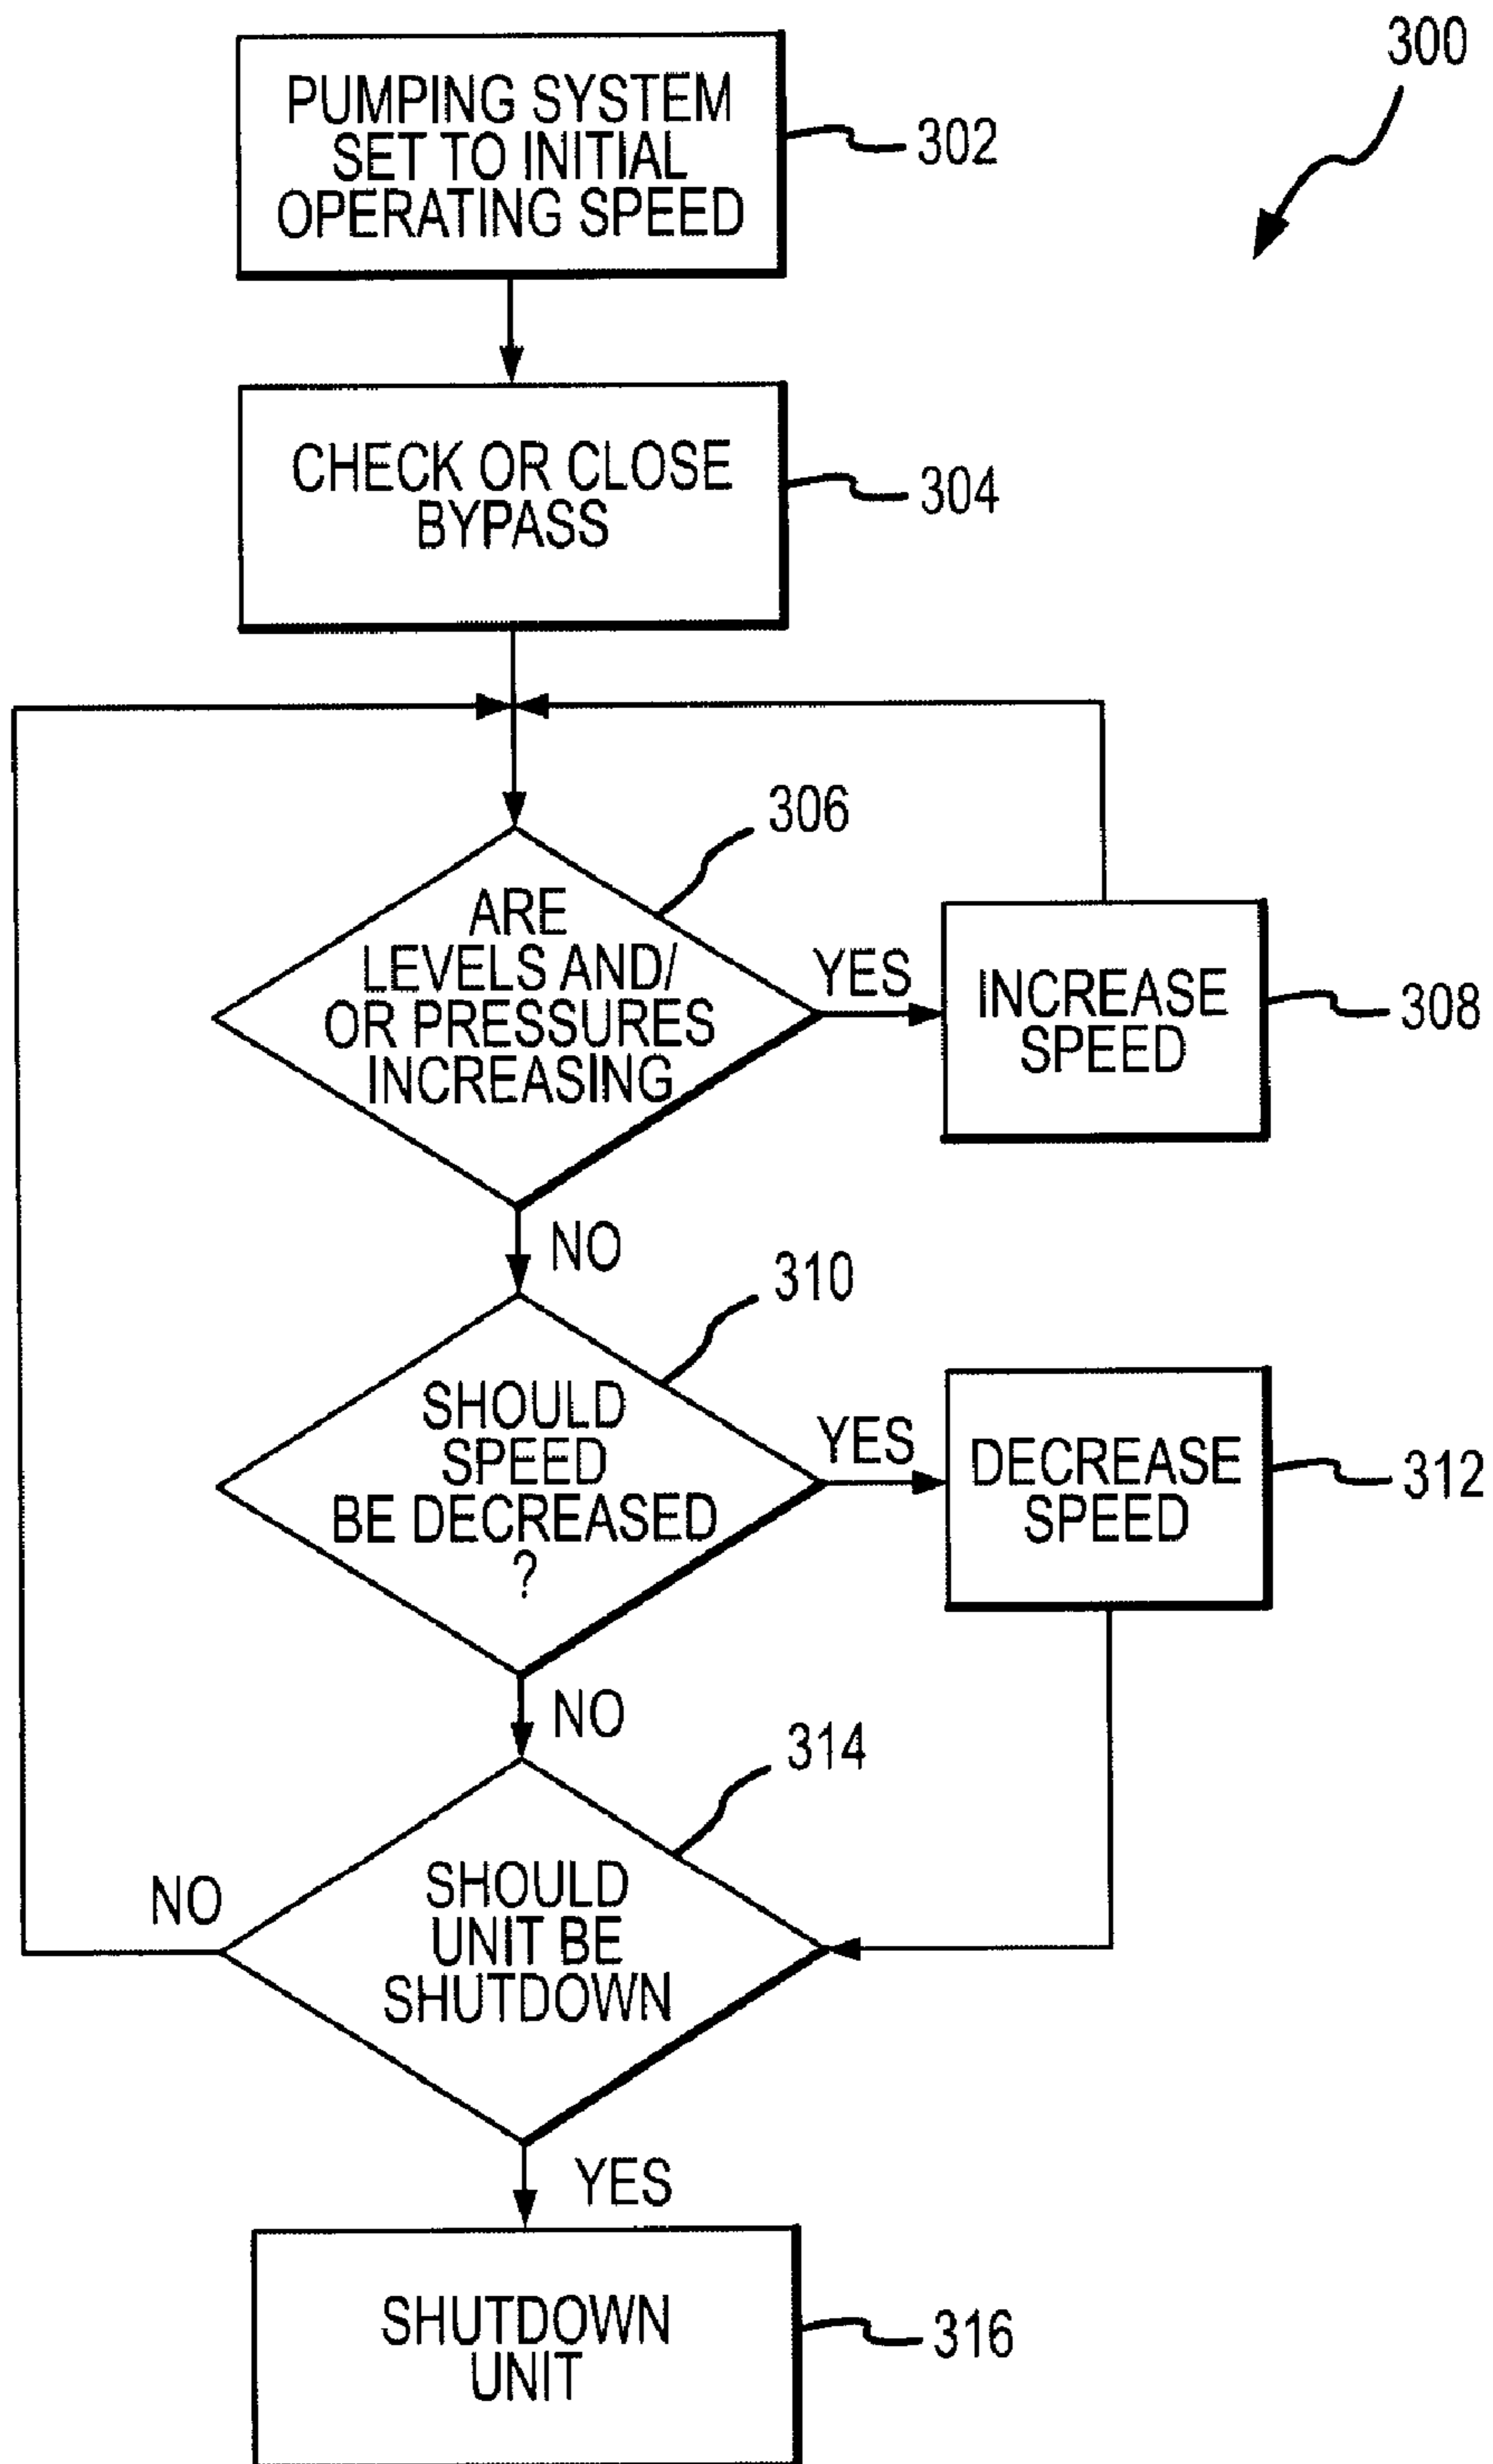 300
PUMPING SYSTEM
SET TO INITIAL
OPERATING SPEED
302
CHECK OR CLOSE
BYPASS
304
306
ARE
LEVELS AND/
OR PRESSURES
INCREASING
YES
INCREASE
SPEED
308
NO
310
SHOULD
SPEED
BE DECREASED
?
YES
DECREASE
SPEED
312
NO
314
SHOULD
UNIT BE
SHUTDOWN
NO
YES
SHUTDOWN
UNIT
316